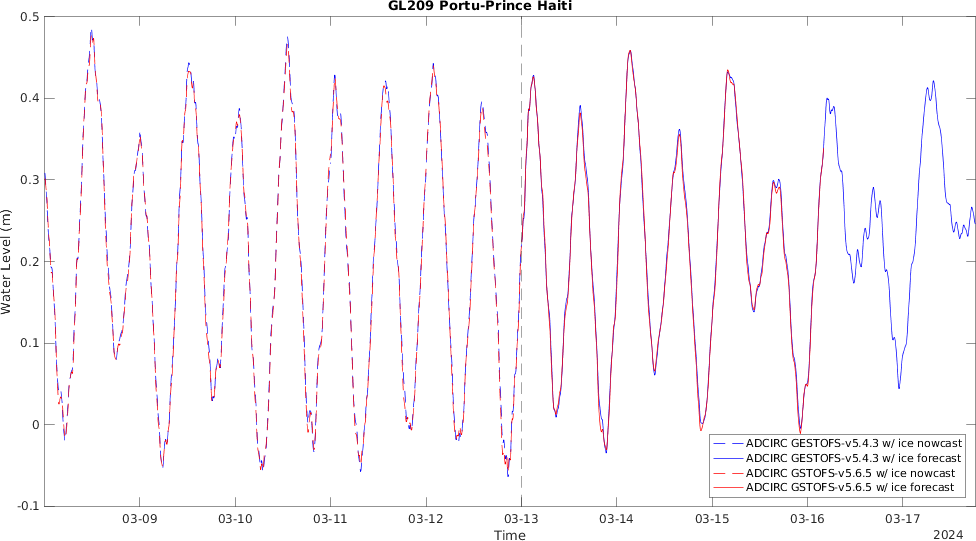 GL209 Portu-Prince Haiti
0.5
0.4
0.3
0.2
0.1
0
-0.1
Water Level (m)
ADCIRC GESTOFS-v5.4.3 w/ ice nowcast
ADCIRC GESTOFS-v5.4.3 w/ ice forecast
ADCIRC GSTOFS-v5.6.5 w/ ice nowcast
ADCIRC GSTOFS-v5.6.5 w/ ice forecast
03-09 03-10 03-11 03-12 03-13 03-14 03-15 03-16 03-17
Time
2024